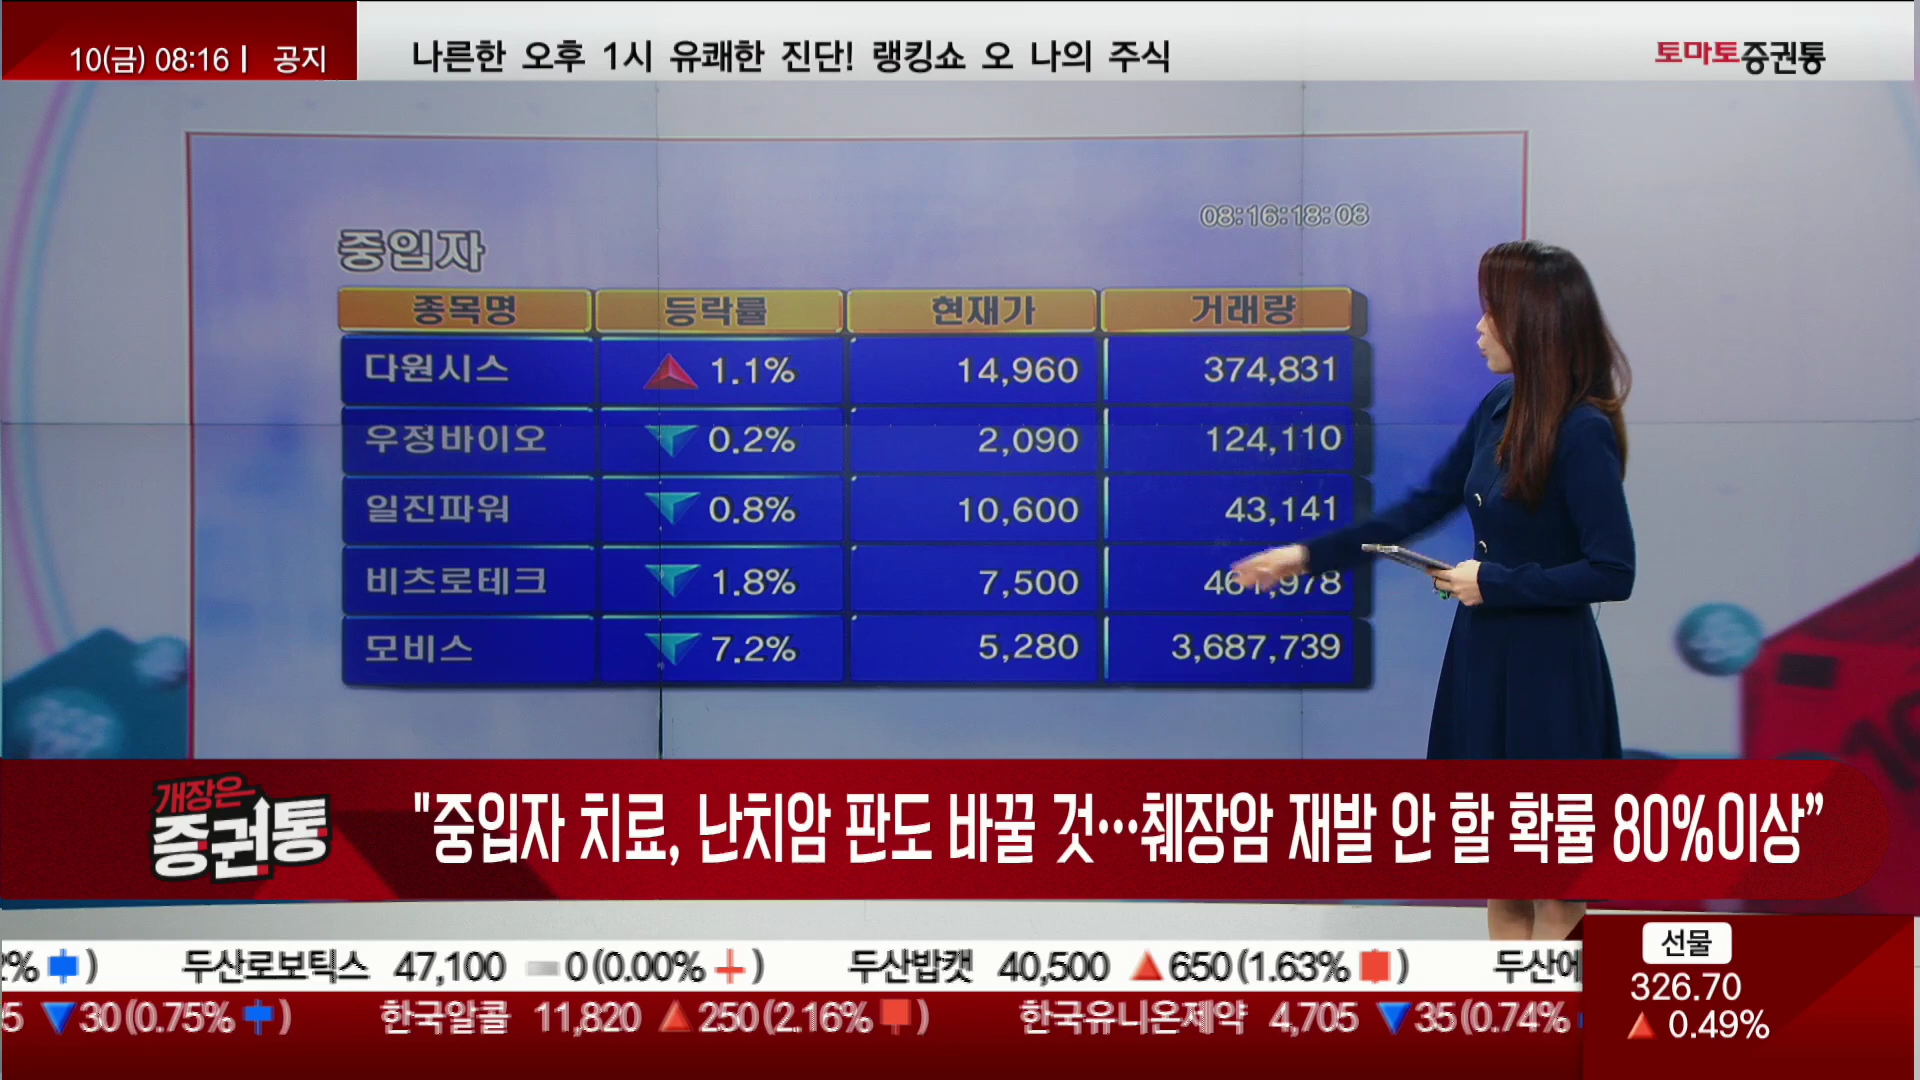 10(금) 08:16 | 공지
나른한 오후 1시 유쾌한 진단! 랭킹쇼 오 나의 주식
토마토증권통
08:16:18:08
중입자
종목명 등락률 현재가 거래량
다원시스 ▲ 1.1% 14,960 374,831
우정바이오 ▼ 0.2% 2,090 124,110
일진파워 ▼ 0.8% 10,600 43,141
비츠로테크 ▼ 1.8% 7,500
모비스 ▼ 7.2% 5,280 3,687,739
개장은
증권통
"중입자 치료, 난치암 판도 바꿀 것…췌장암 재발 안 할 확률 80%이상”
% ) 두산로보틱스 47,100 0(0.00% ) 두산밥캣 40,500 ▲650(1.63% ) 두산에
5 ▼30(0.75% ) 한국알콜 11,820 ▲250(2.16% ) 한국유니온제약 4,705 ▼35(0.74%
선물
326.70
▲ 0.49%